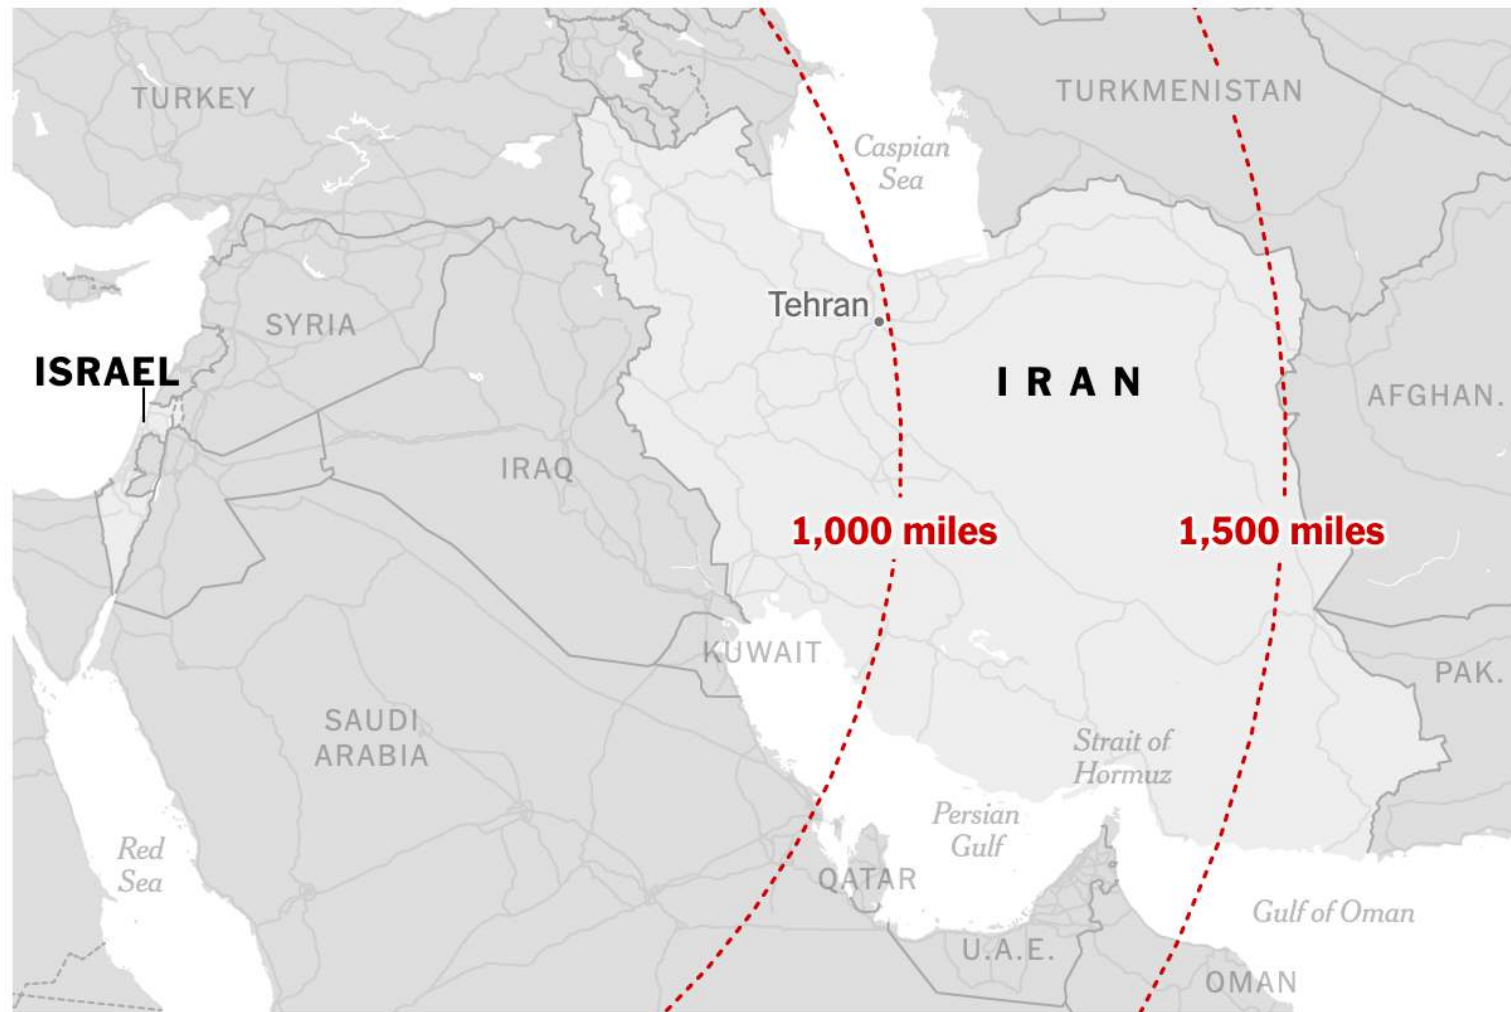 TURKEY
TURKMENISTAN
Caspian
Sea
Tehran
SYRIA
ISRAEL
IRAN
AFGHAN.
IRAQ
1,000 miles
1,500 miles
KUWAIT
PAK.
SAUDI
ARABIA
Strait of
Hormuz
Persian
Gulf
Red
Sea
QATAR
Gulf of Oman
U.A.E.
OMAN